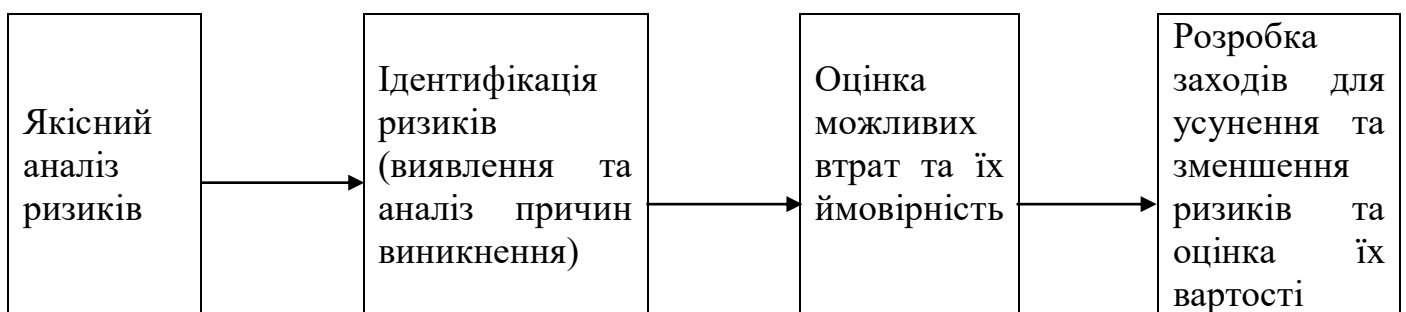 Якісний
аналіз
ризиків
Ідентифікація
ризиків
(виявлення та
аналіз причин
виникнення)
Оцінка
можливих
втрат та їх
ймовірність
Розробка
заходів для
усунення та
зменшення
ризиків та
оцінка їх
вартості